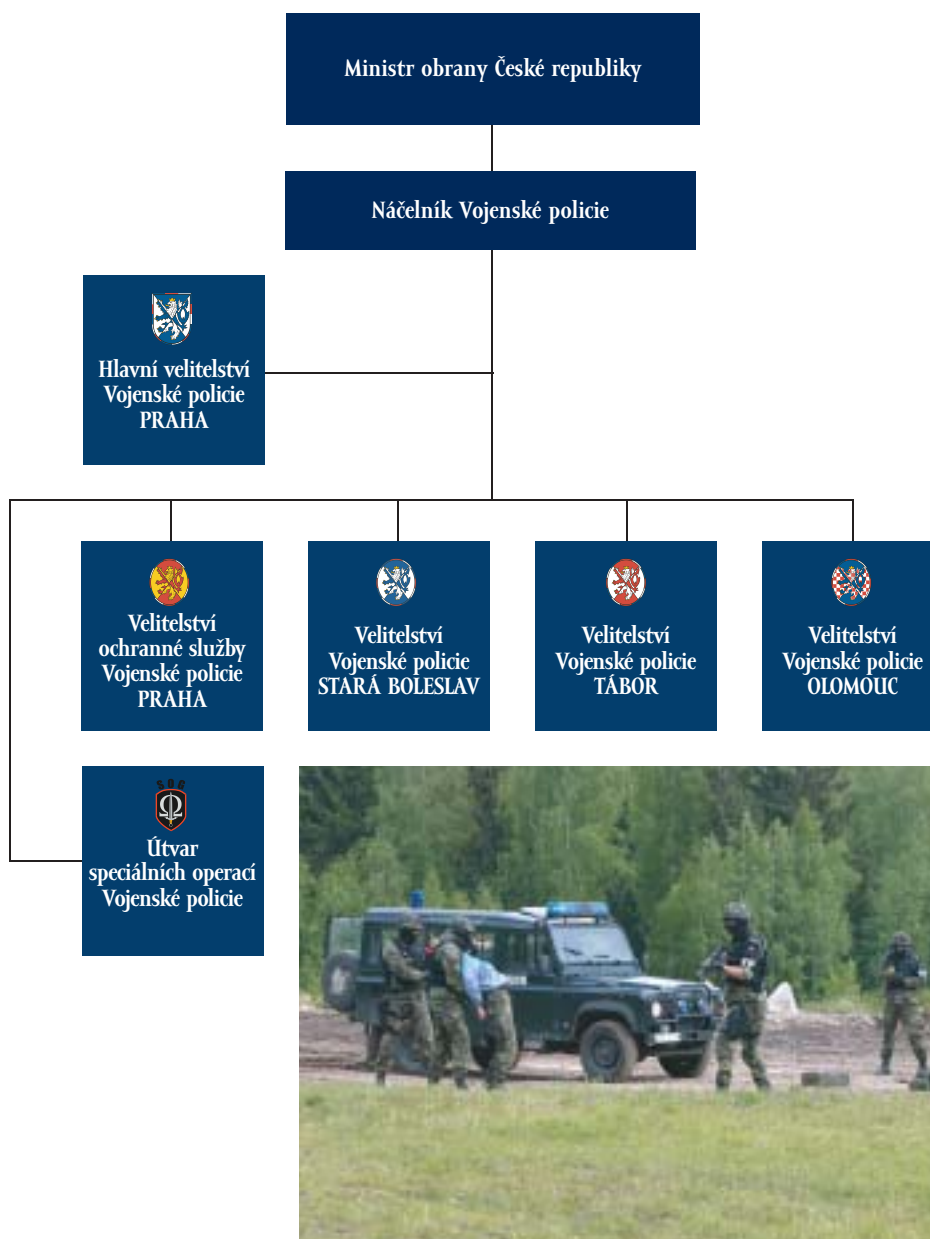 Ministr obrany České republiky
Náčelník Vojenské policie
Hlavní velitelství
Vojenské policie
PRAHA
Velitelství
ochranné služby
Vojenské policie
PRAHA
Velitelství
Vojenské policie
STARÁ BOLESLAV
Velitelství
Vojenské policie
TÁBOR
Velitelství
Vojenské policie
OLOMOUC
SOG
Útvar
speciálních operací
Vojenské policie